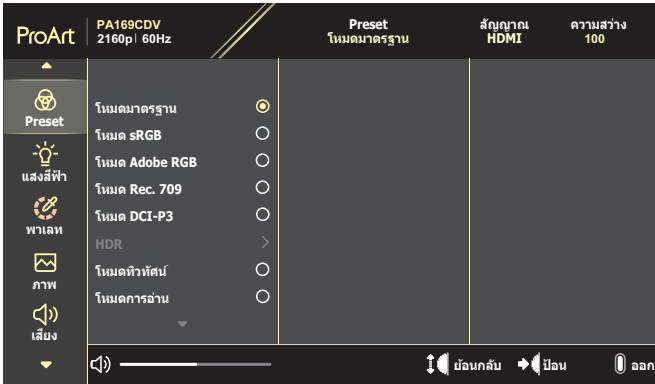 ProArt
PA169CDV
2160p | 60Hz
Preset
โหมดมาตรฐาน
สัญญาณ
HDMI
ความสว่าง
100
Preset
แสงสีฟ้า
พาเลท
ภาพ
เสียง
โหมดมาตรฐาน
โหมด sRGB
โหมด Adobe RGB
โหมด Rec. 709
โหมด DCI-P3
HDR
โหมดทิวทัศน์
โหมดการอ่าน
ย้อนกลับ
ป้อน
ออก